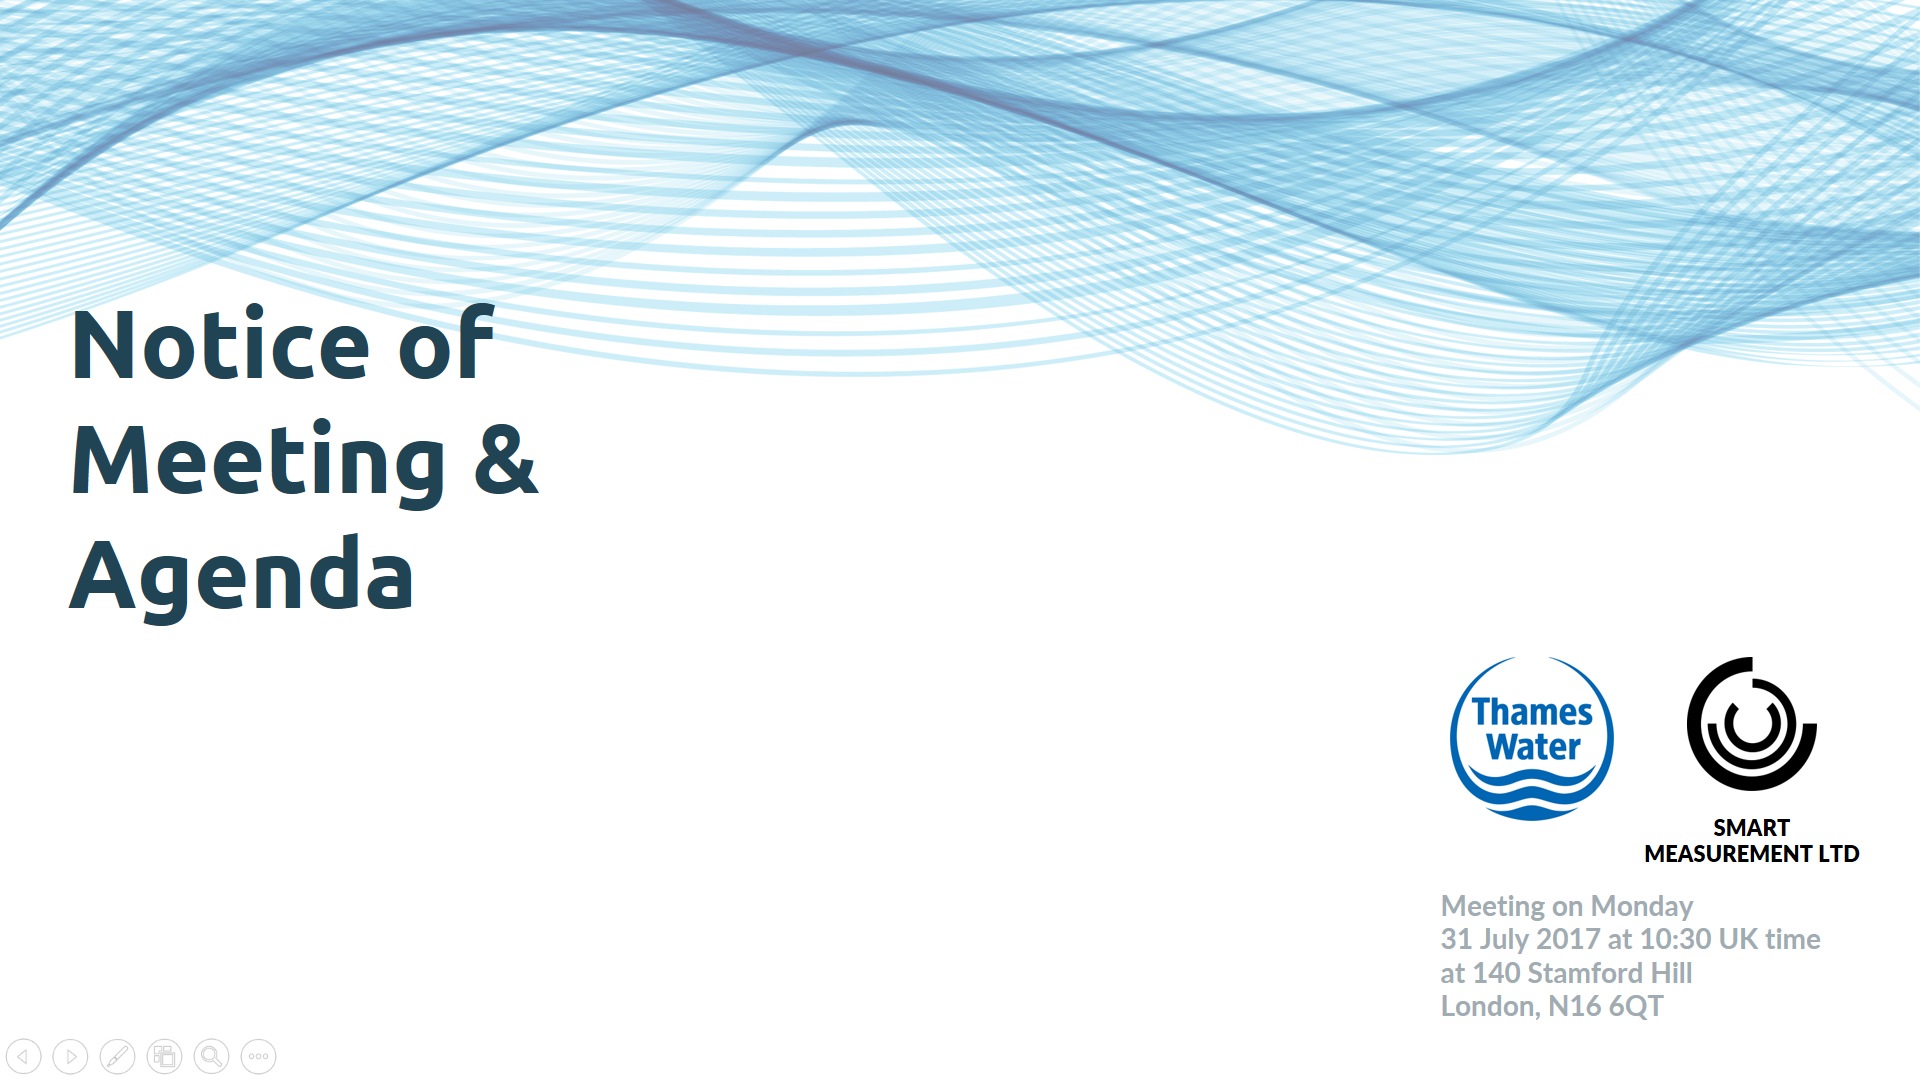 Notice of
Meeting &
Agenda
Thames
Water
SMART
MEASUREMENT LTD
Meeting on Monday
31 July 2017 at 10:30 UK time
at 140 Stamford Hill
London, N16 6QT